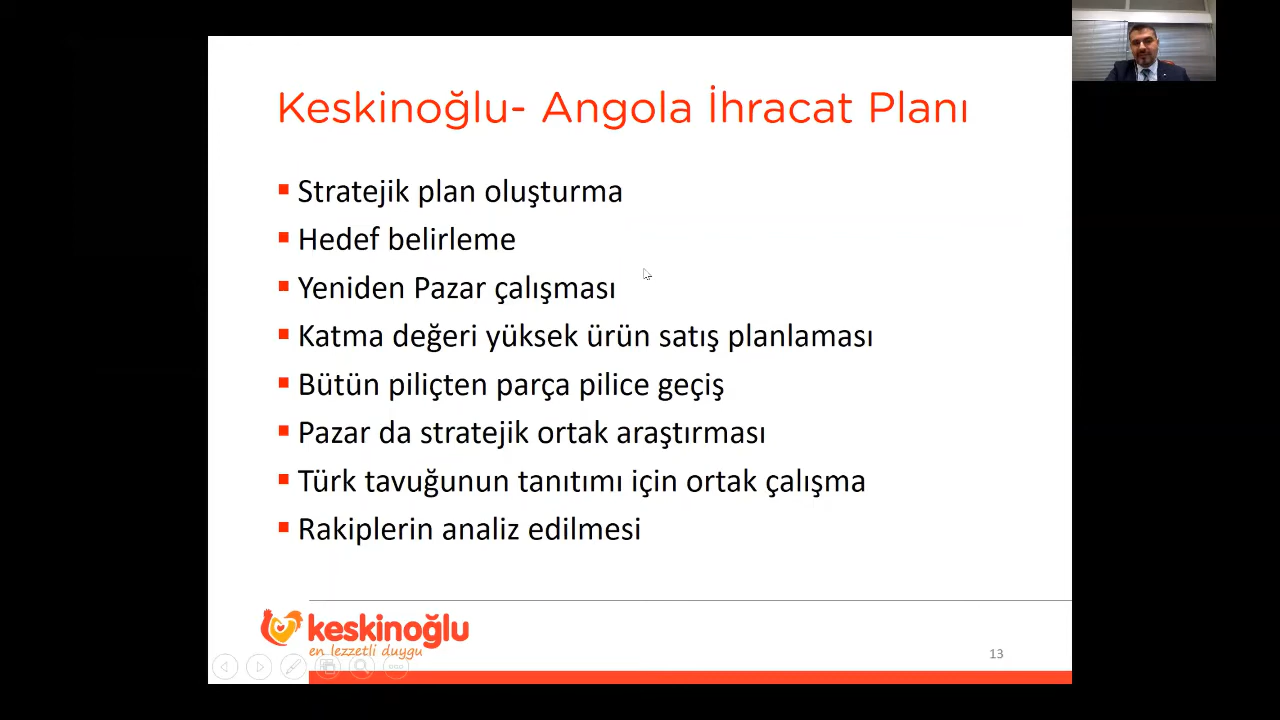 Keskinoğlu- Angola İhracat Planı
Stratejik plan oluşturma
Hedef belirleme
Yeniden Pazar çalışması
Katma değeri yüksek ürün satış planlaması
Bütün piliçten parça pilice geçiş
Pazar da stratejik ortak araştırması
Türk tavuğunun tanıtımı için ortak çalışma
Rakiplerin analiz edilmesi
keskinoğlu
en lezzetli duygu
13